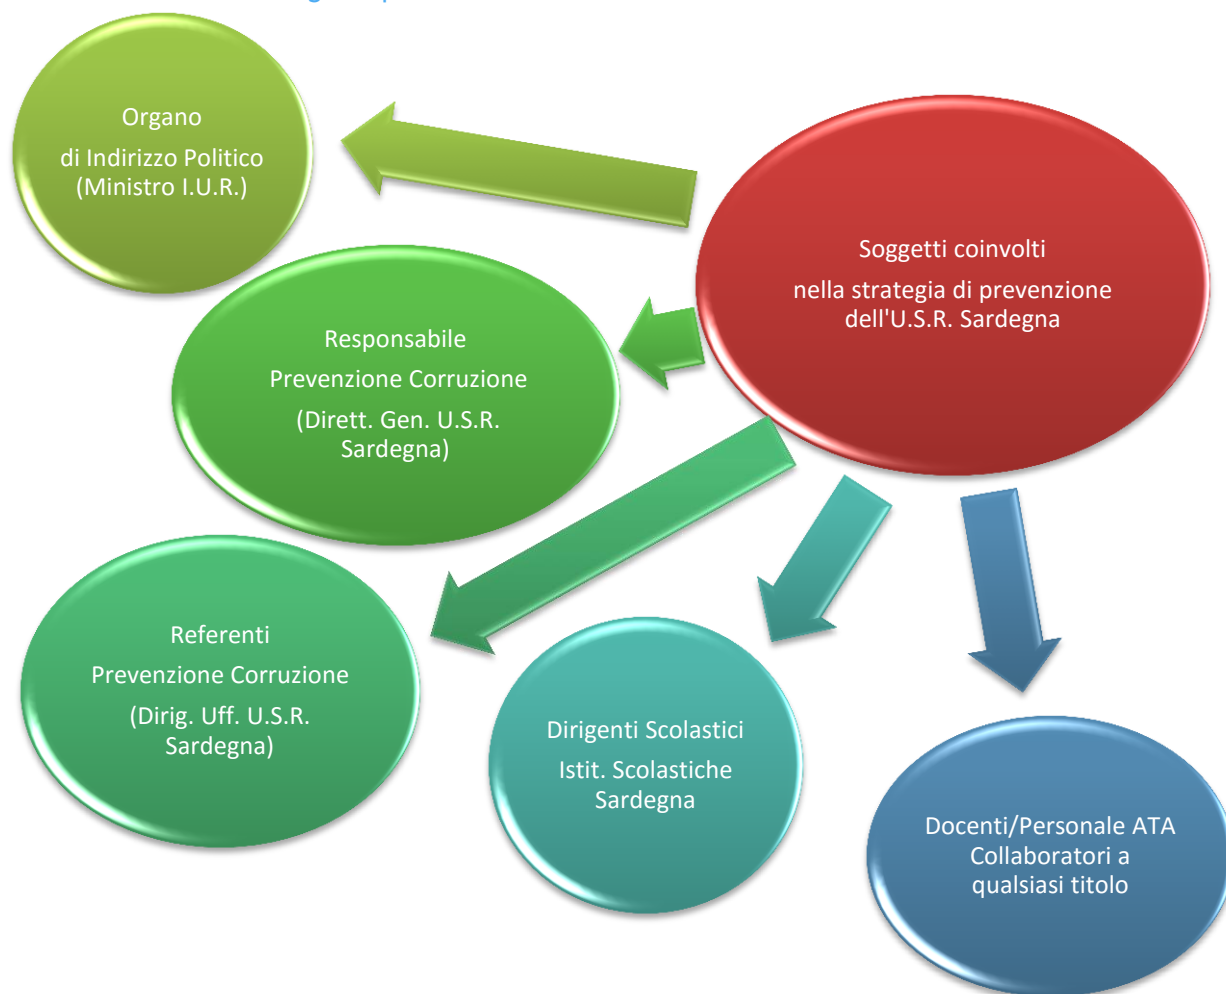 Organo
di Indirizzo Politico
(Ministro I.U.R.)
Soggetti coinvolti
nella strategia di prevenzione
dell'U.S.R. Sardegna
Responsabile
Prevenzione Corruzione
(Dirett. Gen. U.S.R.
Sardegna)
Referenti
Prevenzione Corruzione
(Dirig. Uff. U.S.R.
Sardegna)
Dirigenti Scolastici
Istit. Scolastiche
Sardegna
Docenti/Personale ATA
Collaboratori a
qualsiasi titolo